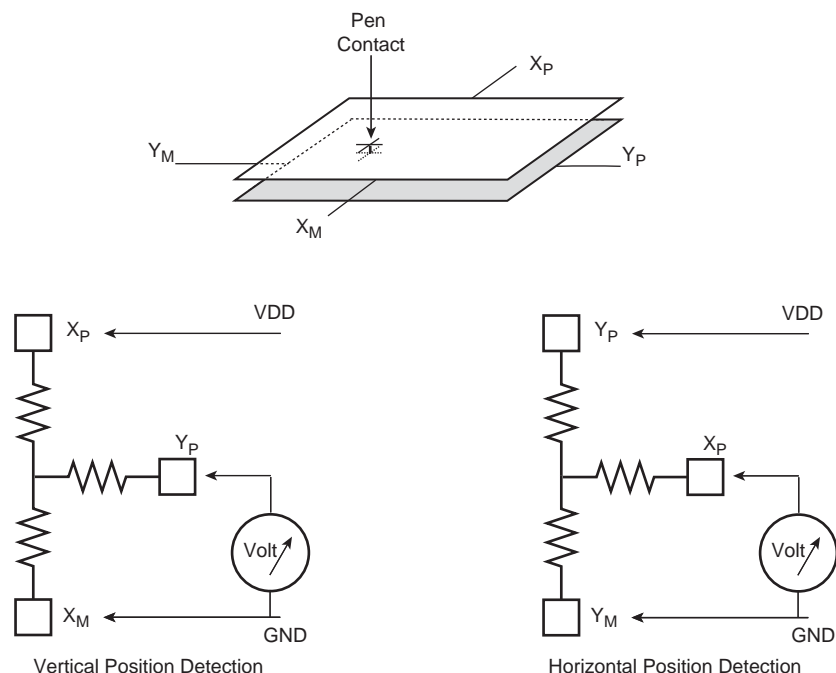 Pen
Contact
X_P
Y_M
Y_P
X_M
X_P
VDD
Y_P
Volt
X_M
GND
Vertical Position Detection
Y_P
VDD
X_P
Volt
Y_M
GND
Horizontal Position Detection